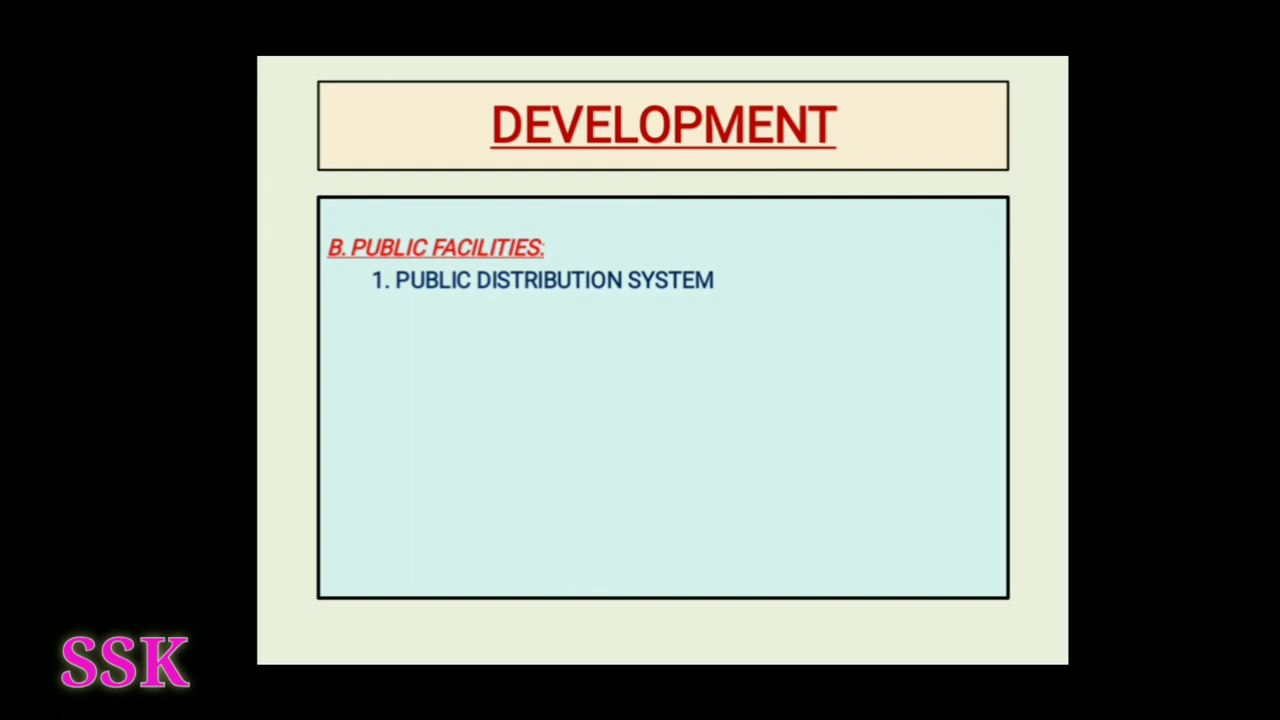 DEVELOPMENT
B. PUBLIC FACILITIES:
1. PUBLIC DISTRIBUTION SYSTEM
SSK